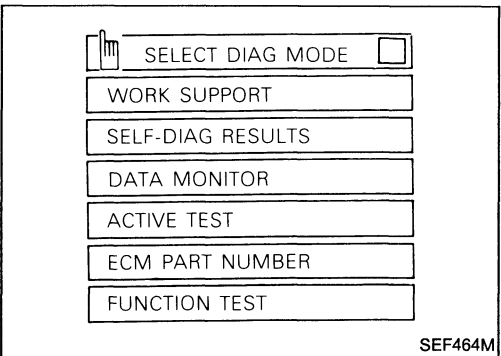 SELECT DIAG MODE
WORK SUPPORT
SELF-DIAG RESULTS
DATA MONITOR
ACTIVE TEST
ECM PART NUMBER
FUNCTION TEST
SEF464M